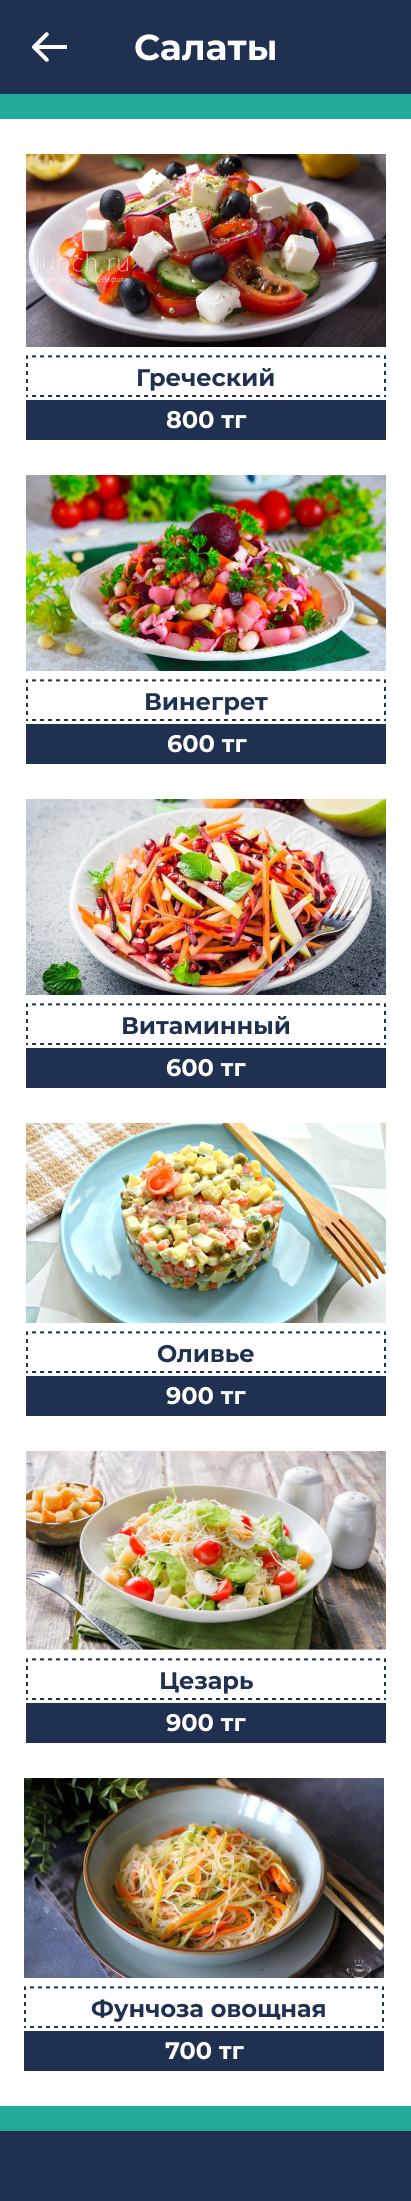 Салаты
lunch.ru
Греческий
800 тг
Винегрет
600 тг
Витаминный
600 тг
Оливье
900 тг
Цезарь
900 тг
Фунчоза овощная
700 тг